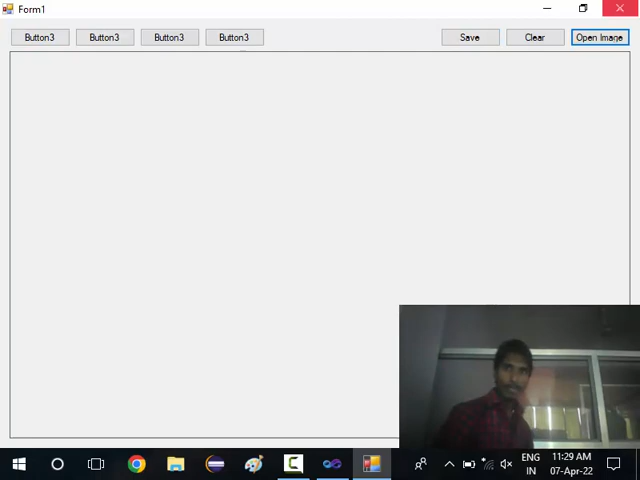 Form1
Button3 Button3 Button3 Button3 Save Clear Open Image
ENG 11:29 AM
IN 07-Apr-22